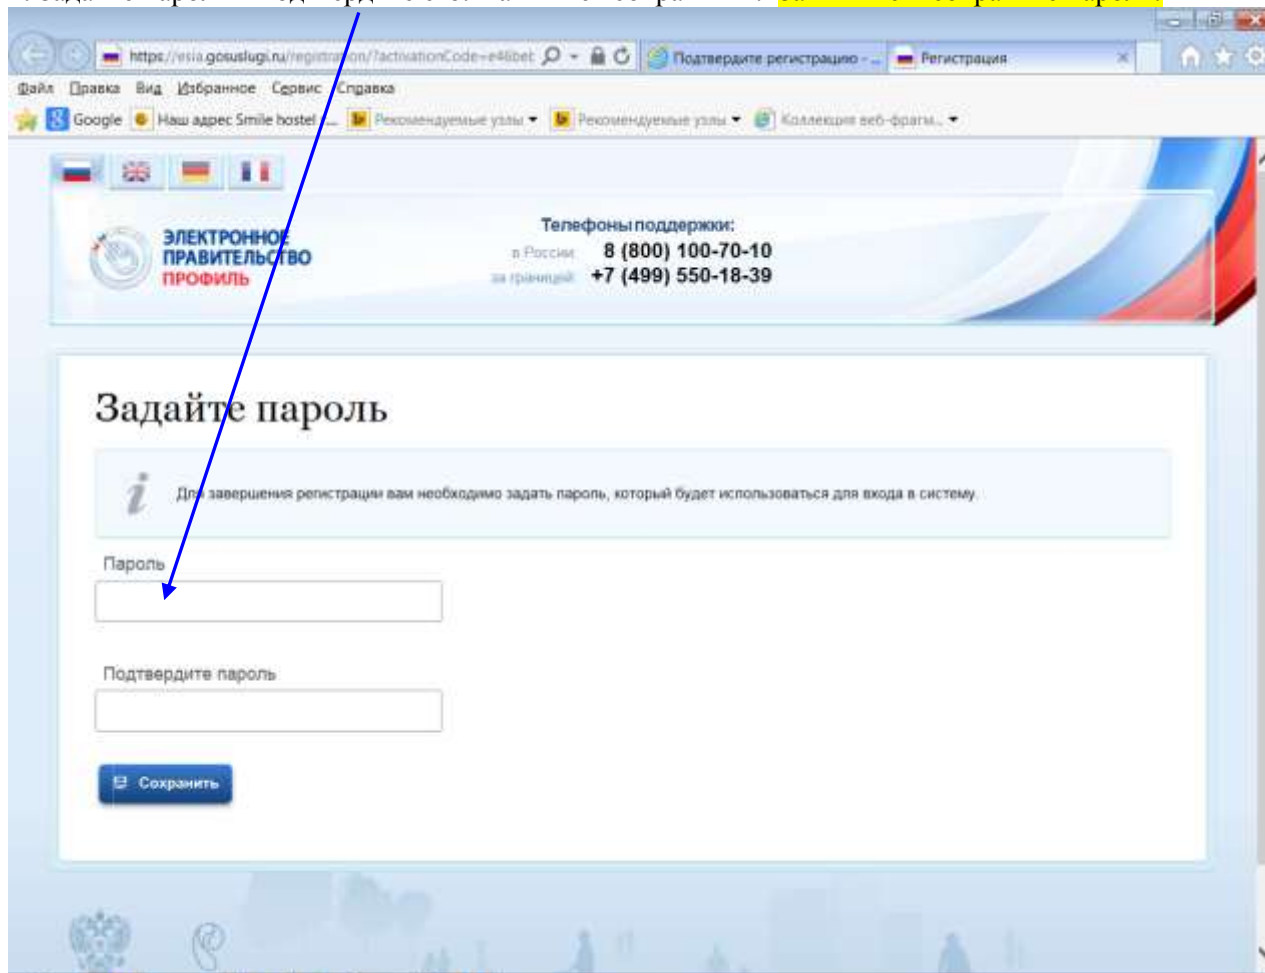 https://esia.gosuslugi.ru/registration/?activationCode=e46bet
Подтвердите регистрацию - ...
Регистрация
Файл Правка Вид Избранное Сервис Справка
Google Наш адрес Smile hostel ... Рекомендуемые узлы Рекомендуемые узлы Коллекция веб-фрагм...
ЭЛЕКТРОННОЕ
ПРАВИТЕЛЬСТВО
ПРОФИЛЬ
Телефоны поддержки:
в России: 8 (800) 100-70-10
за границей: +7 (499) 550-18-39
Задайте пароль
Для завершения регистрации вам необходимо задать пароль, который будет использоваться для входа в систему.
Пароль
Подтвердите пароль
Сохранить